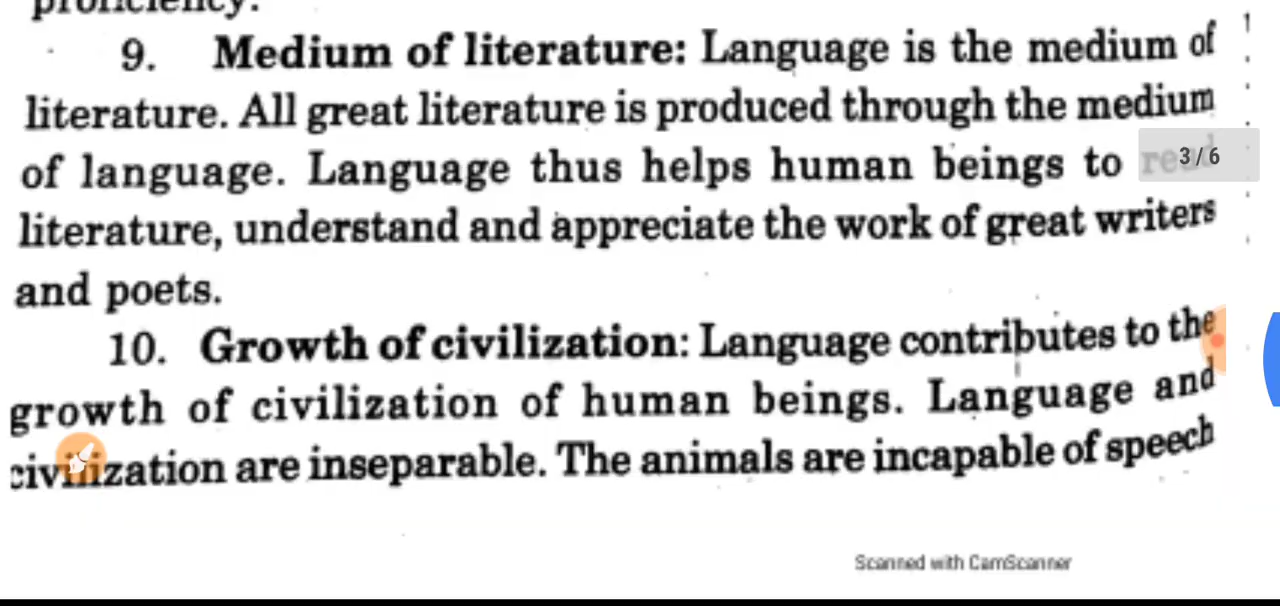 proficiency.
9. Medium of literature: Language is the medium of
literature. All great literature is produced through the medium
of language. Language thus helps human beings to read
3/6
literature, understand and appreciate the work of great writers
and poets.
10. Growth of civilization: Language contributes to the
growth of civilization of human beings. Language and
civilization are inseparable. The animals are incapable of speech
Scanned with CamScanner